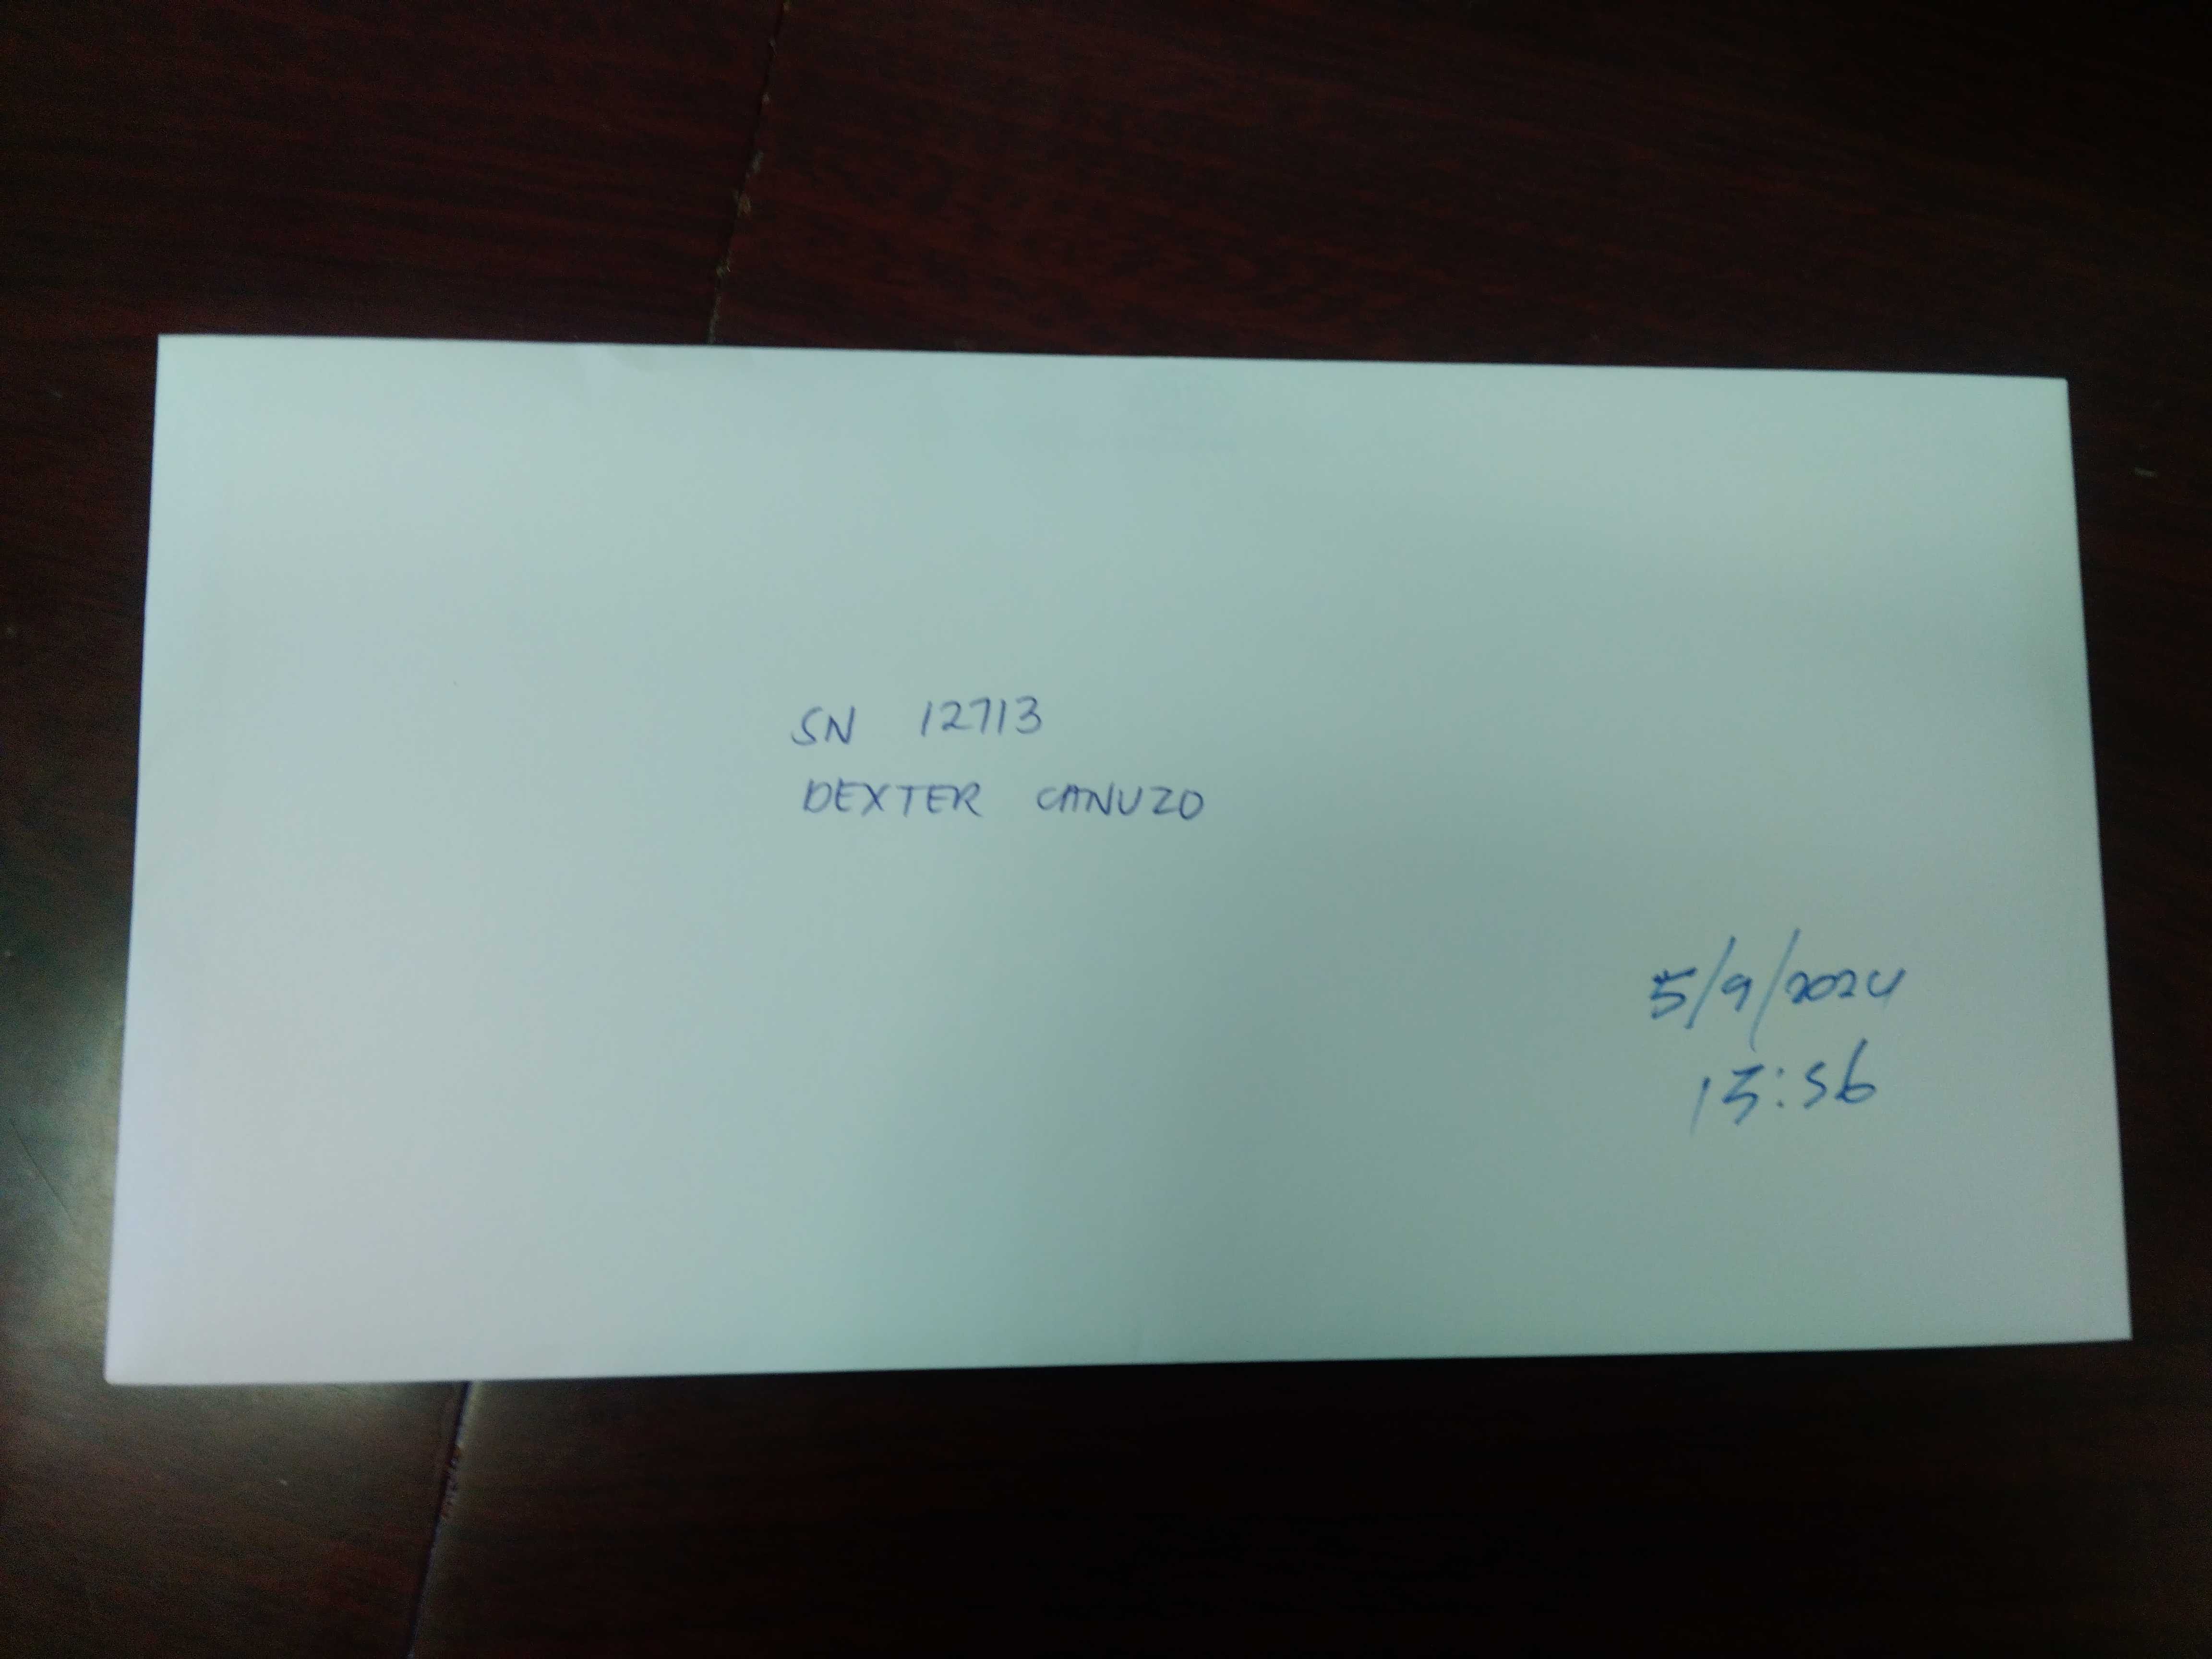 SN 12713
DEXTER CANUZO
5/9/2024
13:56